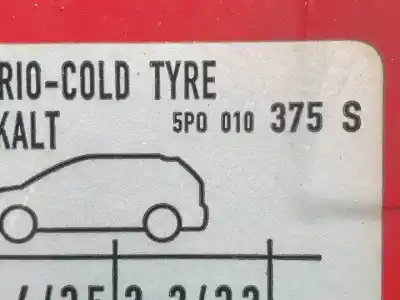 RIO-COLD TYRE
KALT 5P0 010 375 S